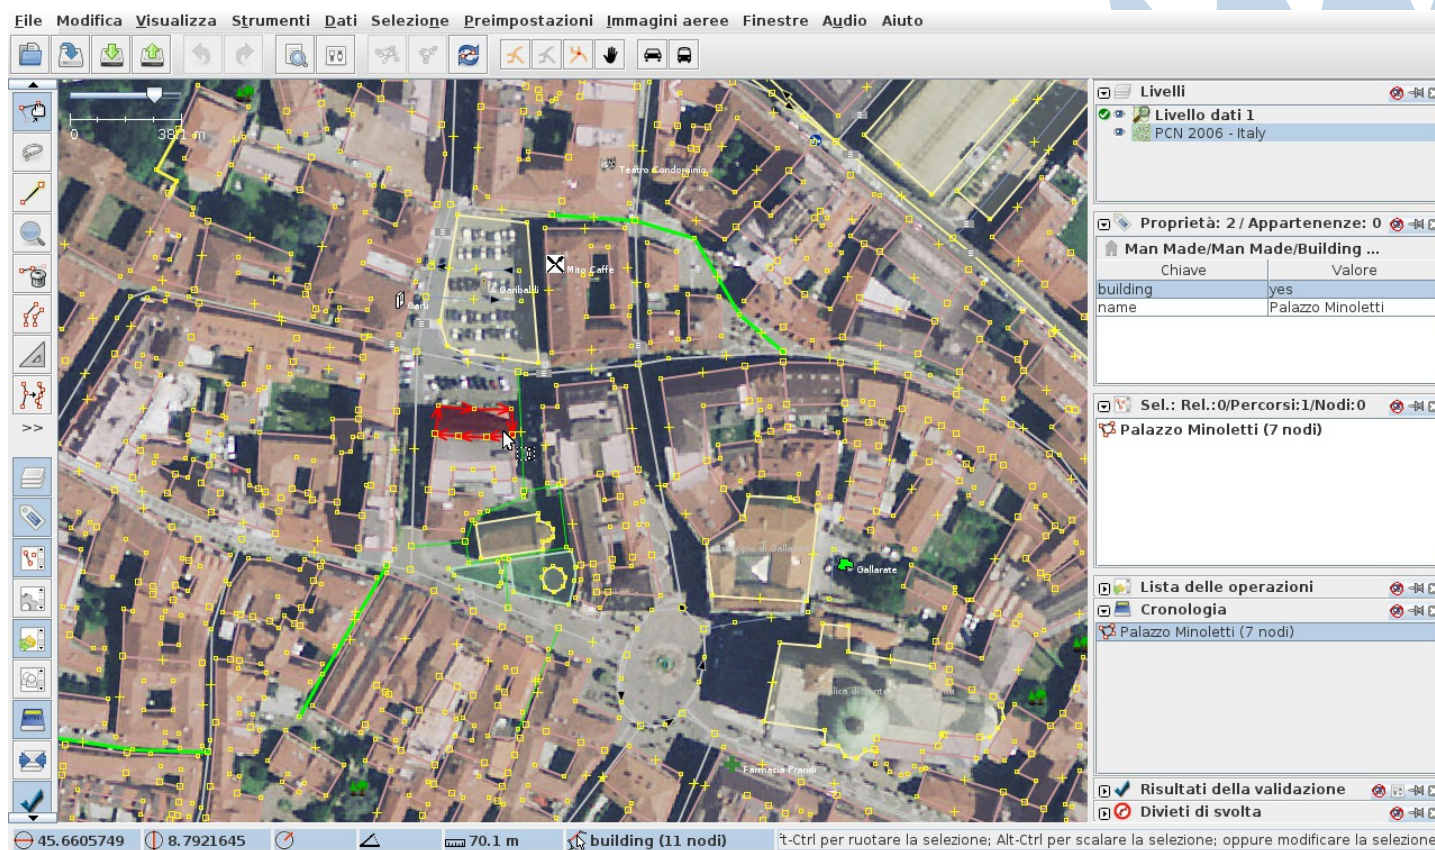 File Modifica Visualizza Strumenti Dati Selezione Preimpostazioni Immagini aeree Finestre Audio Aiuto
0 38.1 m
Teatro Condominio
Mito Caffe
A Garibaldi
Garu
Gallarate
Farmacia Prandi
>>
Livelli
Livello dati 1
PCN 2006 - Italy
Proprietà: 2 / Appartenenze: 0
Man Made/Man Made/Building ...
Chiave Valore
building yes
name Palazzo Minoletti
Sel.: Rel.:0/Percorsi:1/Nodi:0
Palazzo Minoletti (7 nodi)
Lista delle operazioni
Cronologia
Palazzo Minoletti (7 nodi)
Risultati della validazione
Divieti di svolta
45.6605749 8.7921645 70.1 m building (11 nodi) t-Ctrl per ruotare la selezione; Alt-Ctrl per scalare la selezione; oppure modificare la selezione